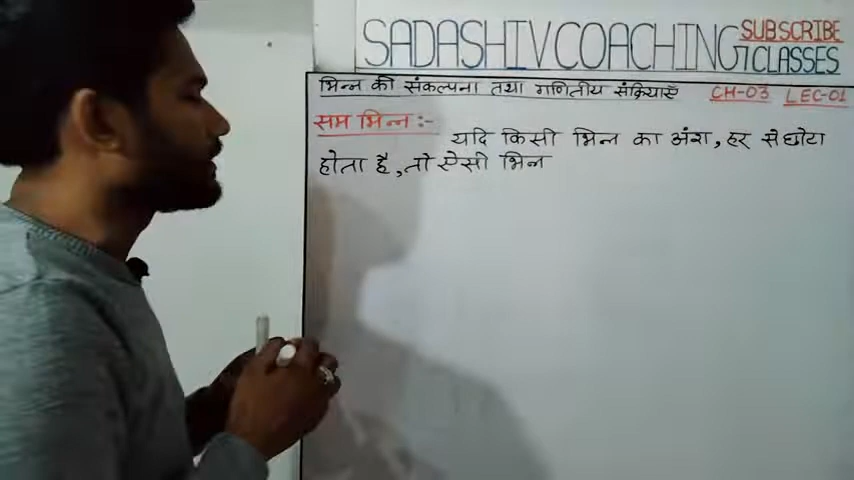 SADASHIV COACHING CLASSES
SUBSCRIBE
भिन्न की संकल्पना तथा गणितीय संक्रियाएँ CH-03 LEC-01
सम भिन्न :-
यदि किसी भिन्न का अंश, हर से छोटा
होता है, तो ऐसी भिन्न